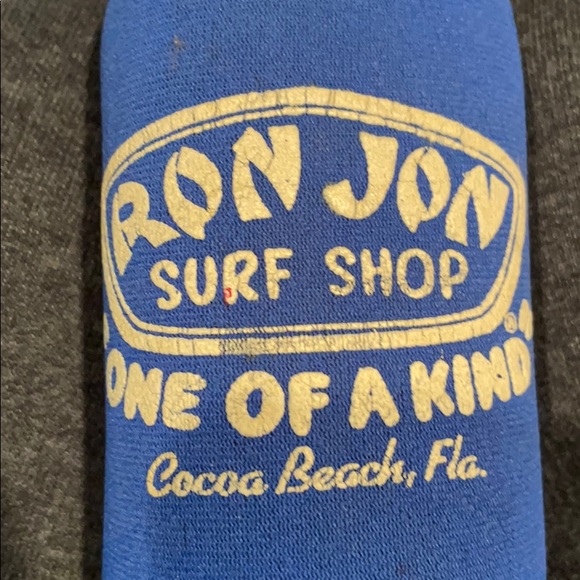 RON JON
SURF SHOP
®
"ONE OF A KIND"
Cocoa Beach, Fla.